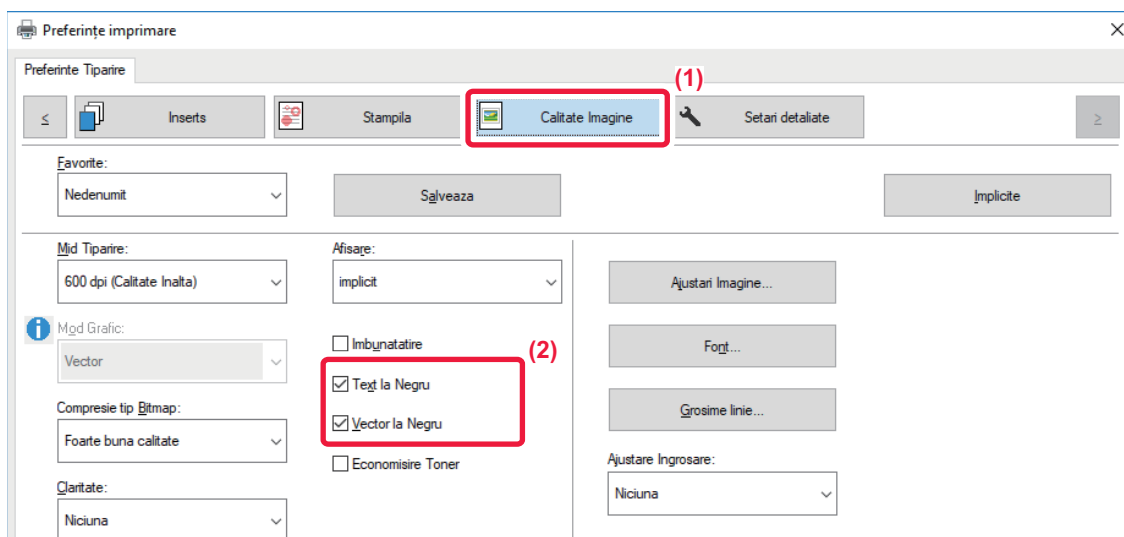 Preferințe imprimare
Preferinte Tiparire
(1)
≤ Inserts Stampila Calitate Imagine Setari detaliate ≥
Favorite:
Nedenumit Salveaza Implicite
Mid Tiparire: Afisare:
600 dpi (Calitate Inalta) implicit Ajustari Imagine...
Mod Grafic:
Vector Imbunatatire (2) Font...
Text la Negru
Compresie tip Bitmap: Vector la Negru Grosime linie...
Foarte buna calitate
Economisire Toner Ajustare Ingrosare:
Claritate:
Niciuna Niciuna